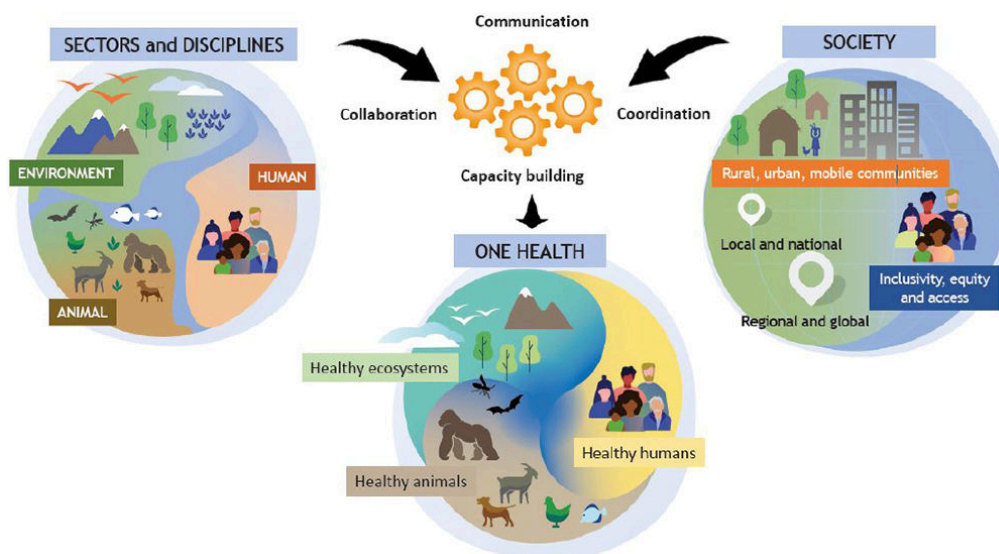 Communication
SECTORS and DISCIPLINES
SOCIETY
Collaboration
Coordination
ENVIRONMENT
HUMAN
Rural, urban, mobile communities
Capacity building
Local and national
ONE HEALTH
Inclusivity, equity
and access
ANIMAL
Regional and global
Healthy ecosystems
Healthy humans
Healthy animals